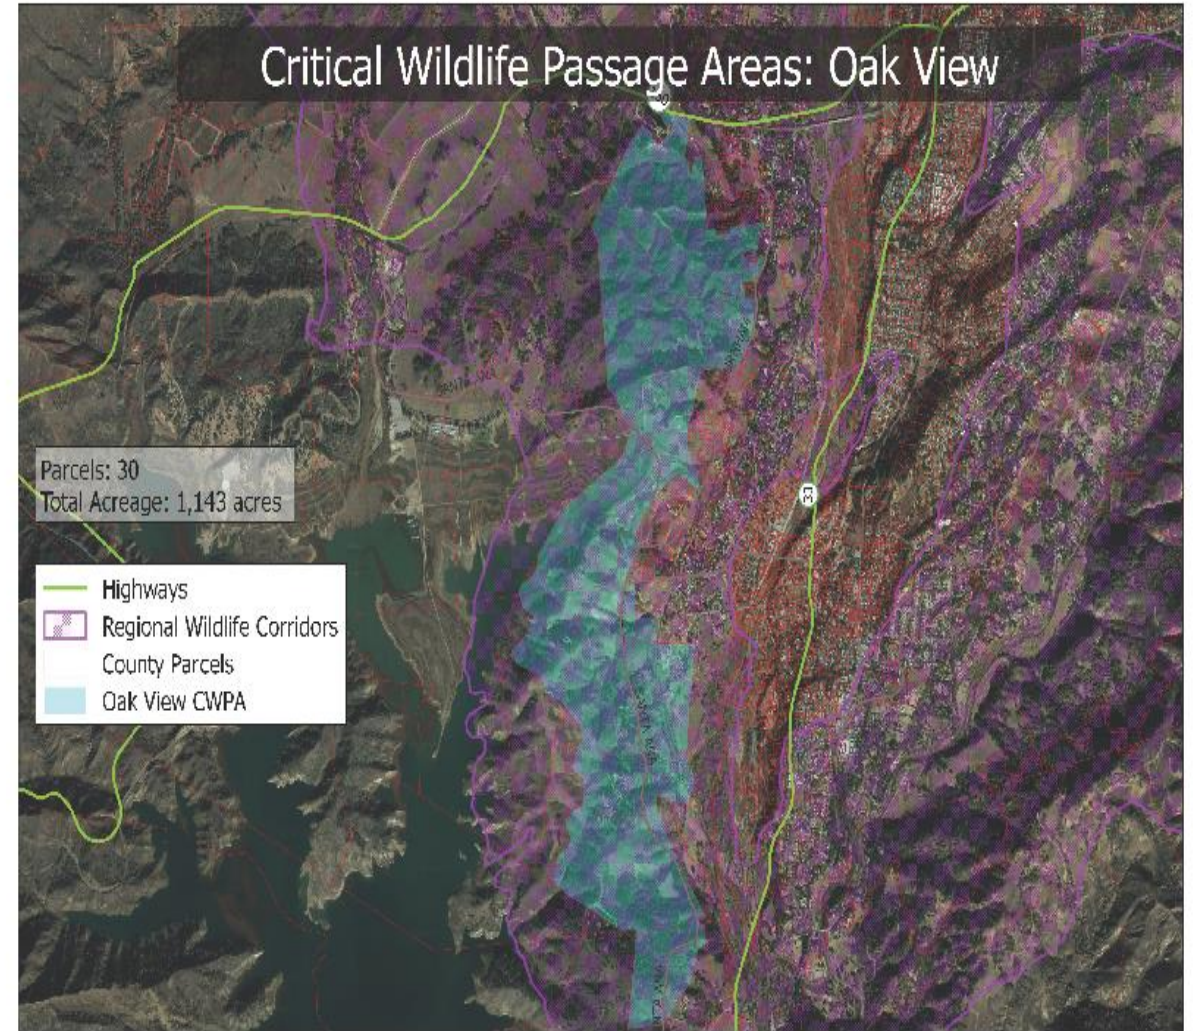 Critical Wildlife Passage Areas: Oak View
Parcels: 30
Total Acreage: 1,143 acres
33
Highways
Regional Wildlife Corridors
County Parcels
Oak View CWPA